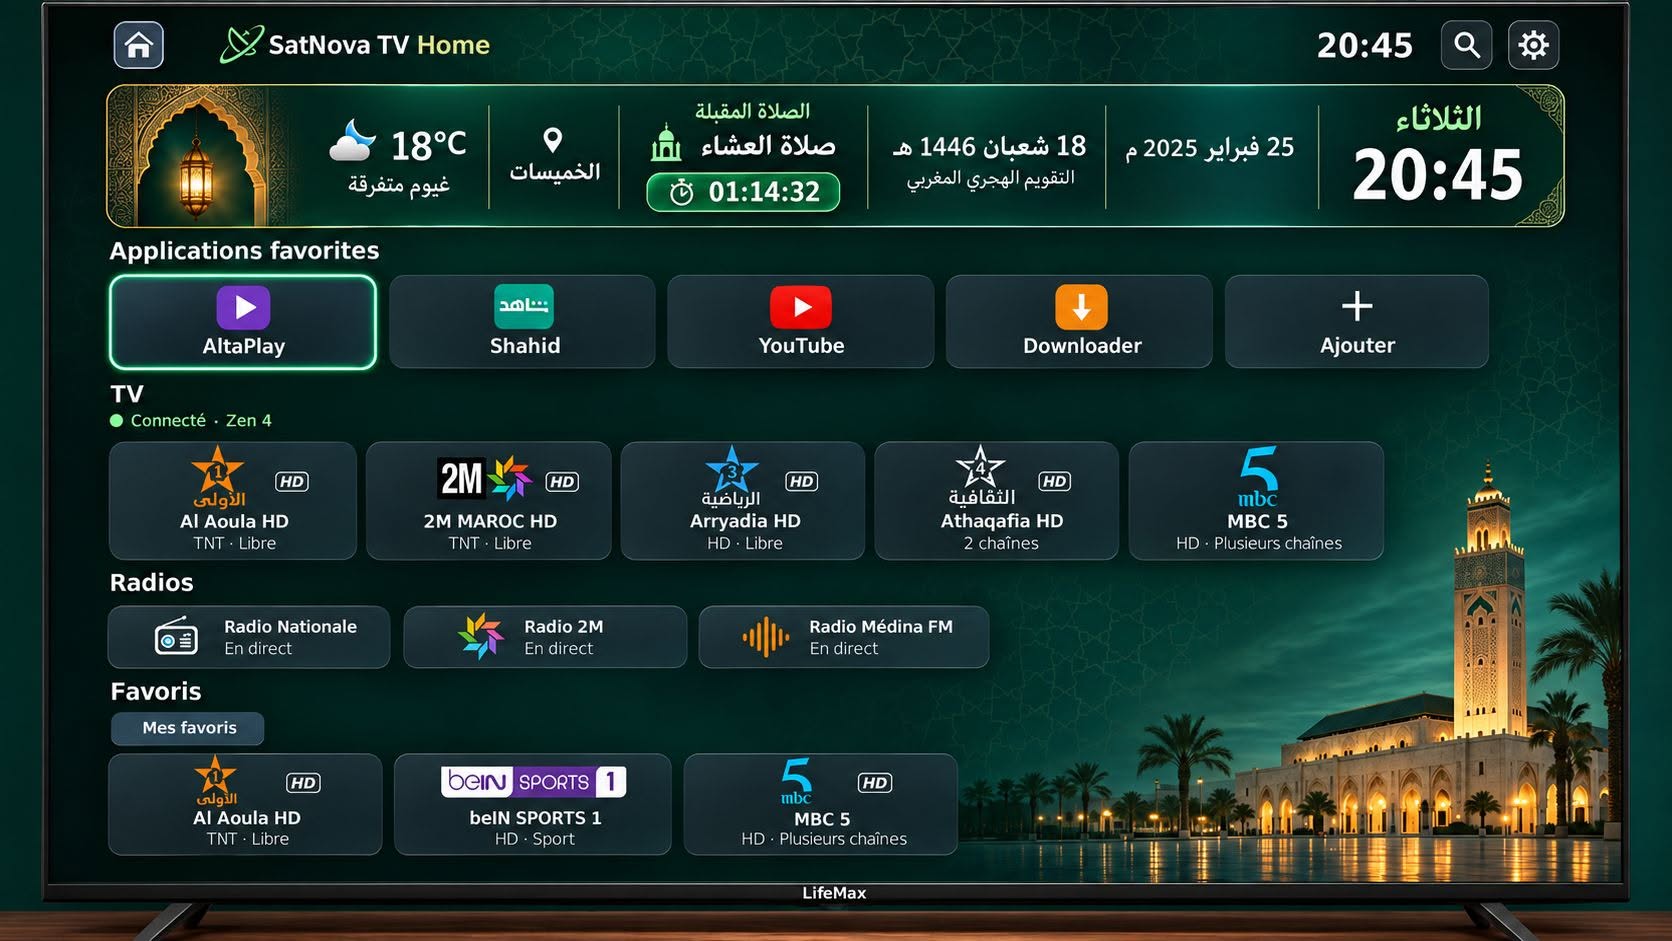 SatNova TV Home
20:45
18°C
غيوم متفرقة
الخميسات
الصلاة المقبلة
صلاة العشاء
01:14:32
18 شعبان 1446 هـ
التقويم الهجري المغربي
25 فبراير 2025 م
الثلاثاء
20:45
Applications favorites
AltaPlay
شاهد
Shahid
YouTube
Downloader
Ajouter
TV
Connecté · Zen 4
1
الأولى
HD
Al Aoula HD
TNT · Libre
2M
HD
2M MAROC HD
TNT · Libre
3
الرياضية
HD
Arryadia HD
HD · Libre
4
الثقافية
HD
Athaqafia HD
2 chaînes
5
mbc
MBC 5
HD · Plusieurs chaînes
Radios
Radio Nationale
En direct
Radio 2M
En direct
Radio Médina FM
En direct
Favoris
Mes favoris
1
الأولى
HD
Al Aoula HD
TNT · Libre
beIN SPORTS 1
beIN SPORTS 1
HD · Sport
5
mbc
HD
MBC 5
HD · Plusieurs chaînes
LifeMax